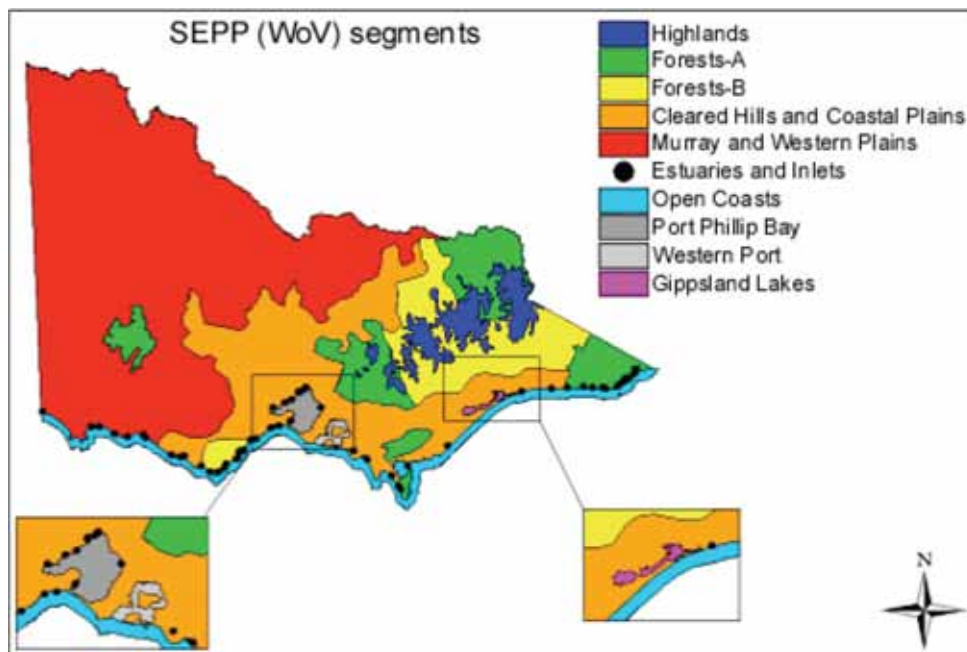 SEPP (WoV) segments
Highlands
Forests-A
Forests-B
Cleared Hills and Coastal Plains
Murray and Western Plains
Estuaries and Inlets
Open Coasts
Port Phillip Bay
Western Port
Gippsland Lakes
N